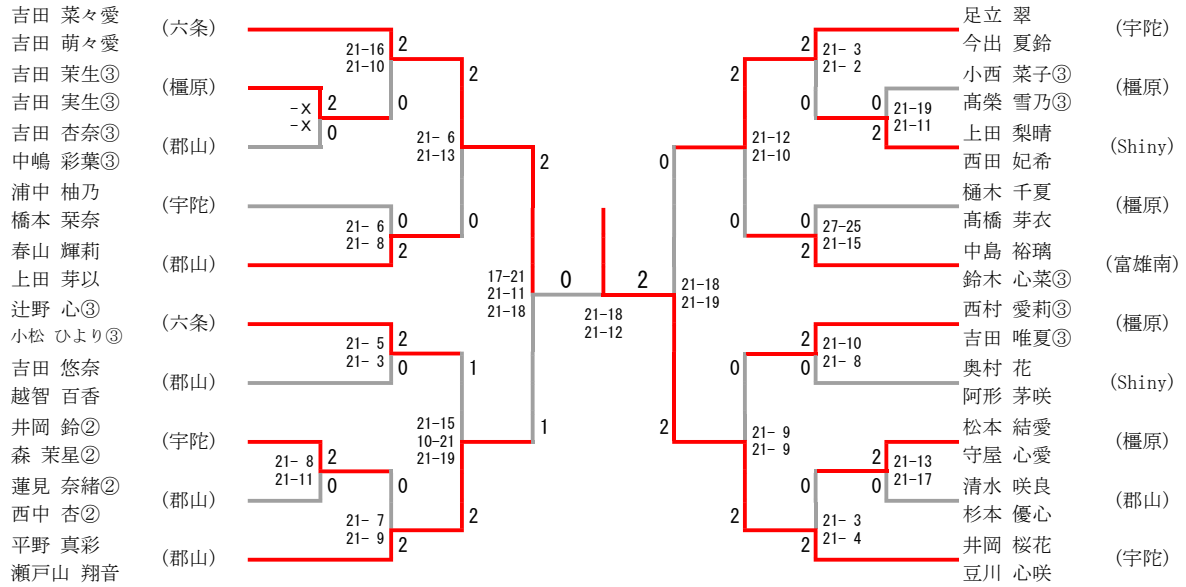 吉田 菜々愛
吉田 萌々愛
(六条)
吉田 茉生③
吉田 実生③
(橿原)
吉田 杏奈③
中嶋 彩葉③
(郡山)
浦中 柚乃
橋本 栞奈
(宇陀)
春山 輝莉
上田 芽以
(郡山)
辻野 心③
小松 ひより③
(六条)
吉田 悠奈
越智 百香
(郡山)
井岡 鈴②
森 茉星②
(宇陀)
蓮見 奈緒②
西中 杏②
(郡山)
平野 真彩
瀬戸山 翔音
(郡山)
2
21-16
21-10
0
2
-X
-X
0
2
21- 6
21-13
0
0
21- 6
21- 8
2
2
17-21
21-11
21-18
1
2
21- 5
21- 3
0
1
21-15
10-21
21-19
2
2
21- 8
21-11
0
0
21- 7
21- 9
2
0
2
21-18
21-12
足立 翠
今出 夏鈴
(宇陀)
小西 菜子③
髙榮 雪乃③
(橿原)
上田 梨晴
西田 妃希
(Shiny)
樋木 千夏
髙橋 芽衣
(橿原)
中島 裕璃
鈴木 心菜③
(富雄南)
西村 愛莉③
吉田 唯夏③
(橿原)
奥村 花
阿形 茅咲
(Shiny)
松本 結愛
守屋 心愛
(橿原)
清水 咲良
杉本 優心
(郡山)
井岡 桜花
豆川 心咲
(宇陀)
2
21- 3
21- 2
0
0
21-19
21-11
2
2
21-12
21-10
0
0
27-25
21-15
2
0
21-18
21-19
2
2
21-10
21- 8
0
0
21- 9
21- 9
2
2
21-13
21-17
0
0
21- 3
21- 4
2